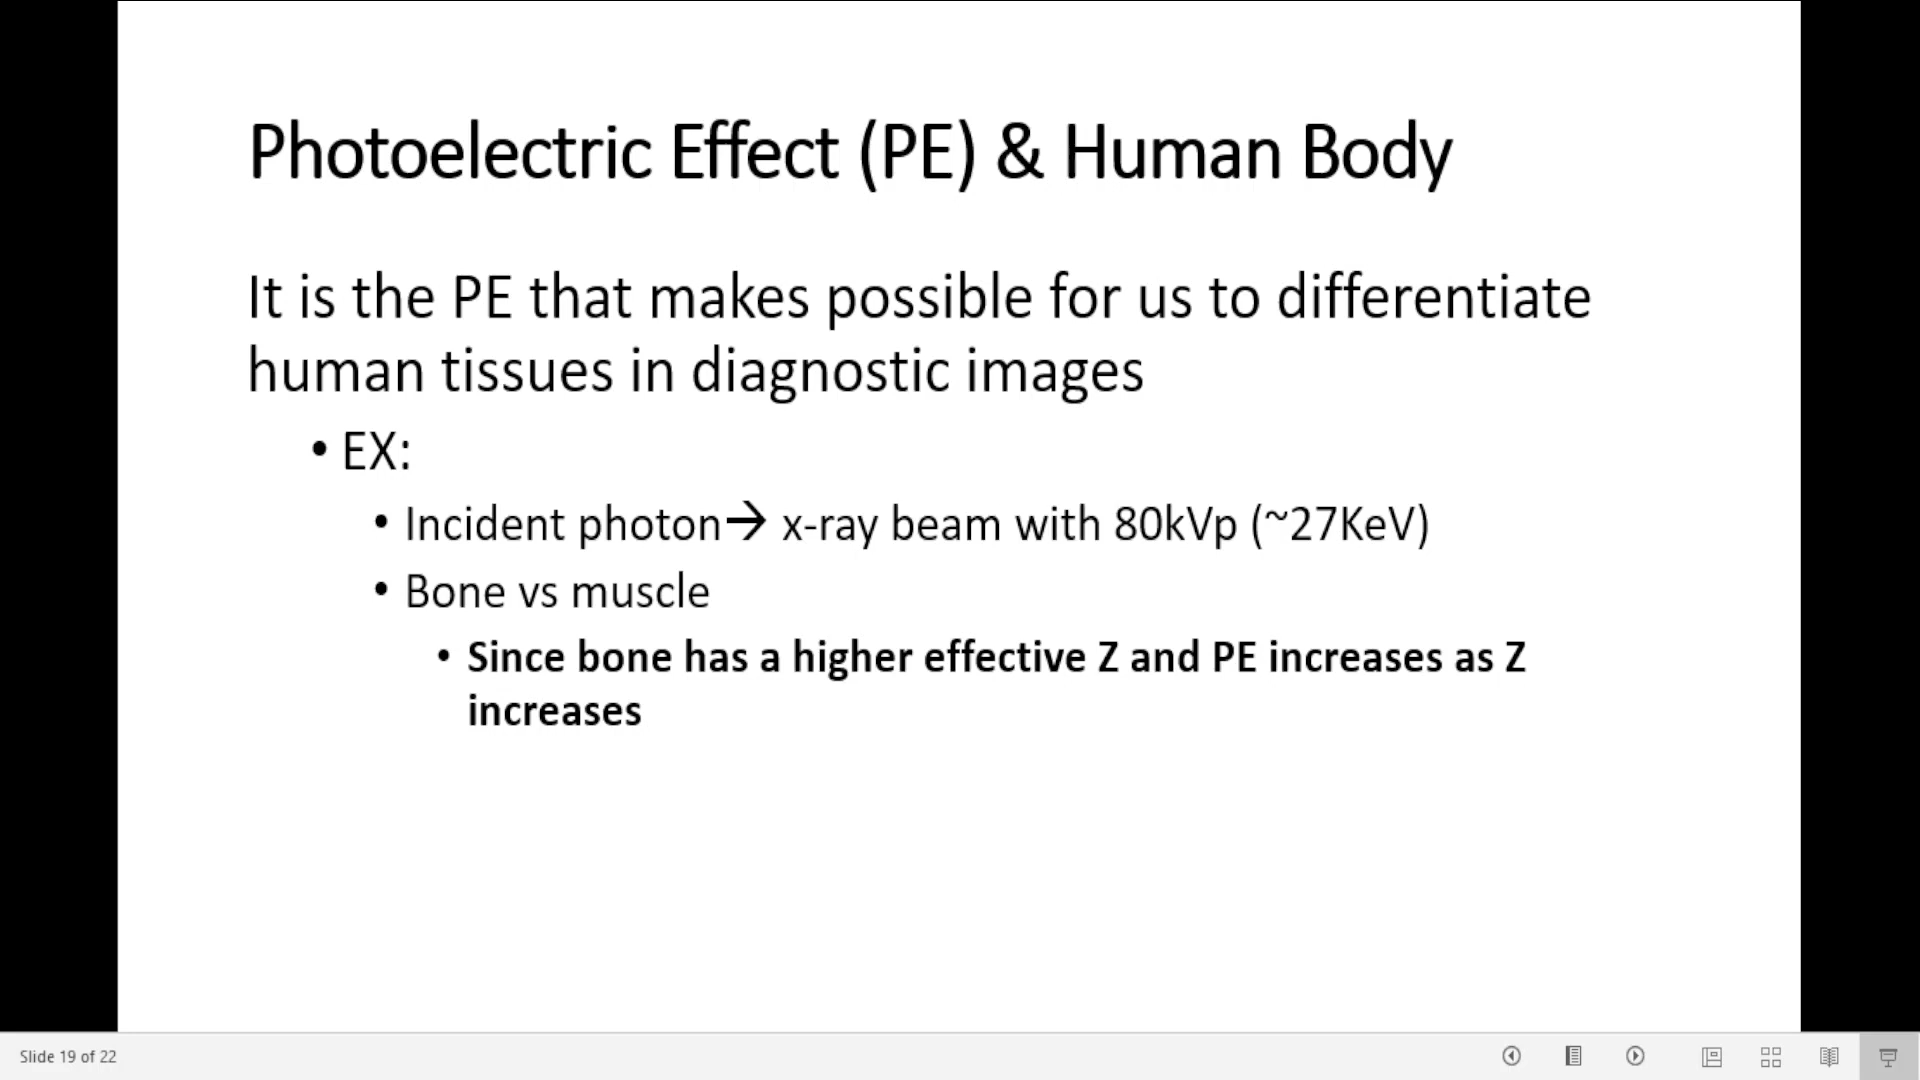 Photoelectric Effect (PE) & Human Body
It is the PE that makes possible for us to differentiate
human tissues in diagnostic images
• EX:
• Incident photon→ x-ray beam with 80kVp (~27KeV)
• Bone vs muscle
• Since bone has a higher effective Z and PE increases as Z
increases
Slide 19 of 22